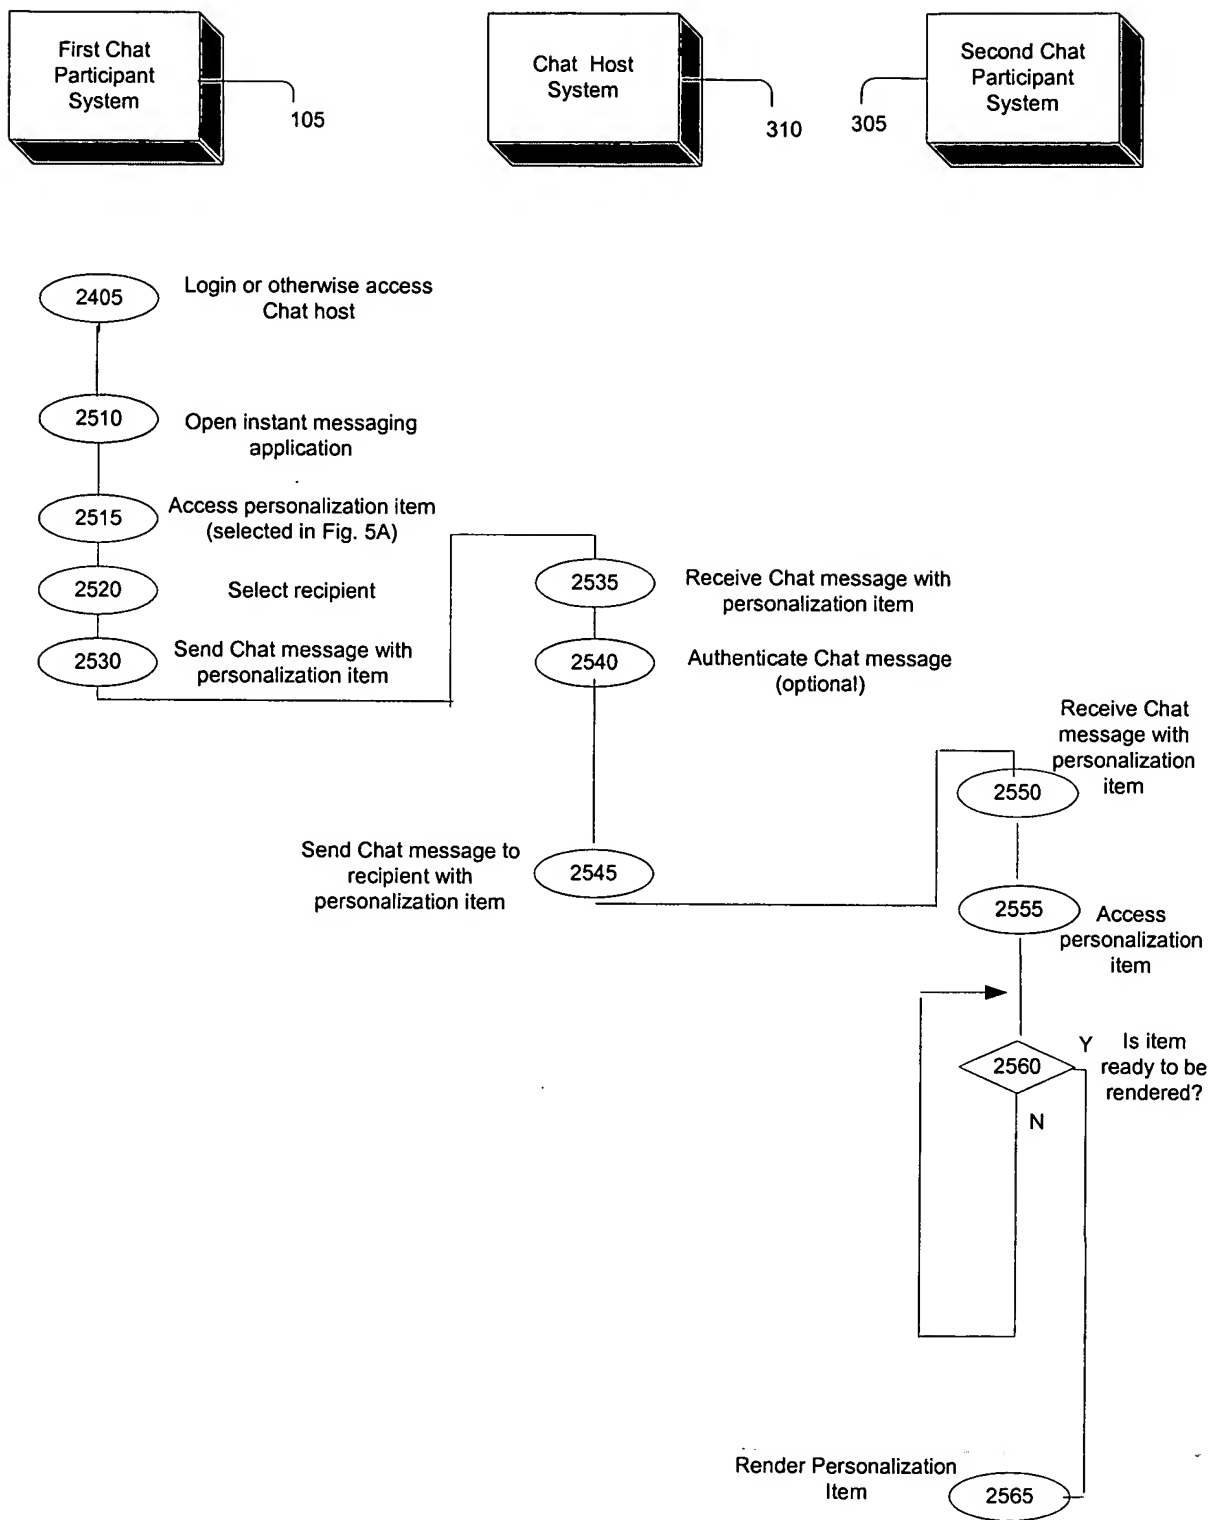 First Chat
Participant
System
105
Chat Host
System
310
305
Second Chat
Participant
System
2405
Login or otherwise access
Chat host
2510
Open instant messaging
application
2515
Access personalization item
(selected in Fig. 5A)
2520
Select recipient
2530
Send Chat message with
personalization item
2535
Receive Chat message with
personalization item
2540
Authenticate Chat message
(optional)
Send Chat message to
recipient with
personalization item
2545
Receive Chat
message with
personalization
item
2550
2555
Access
personalization
item
2560
Y
Is item
ready to be
rendered?
N
Render Personalization
Item
2565